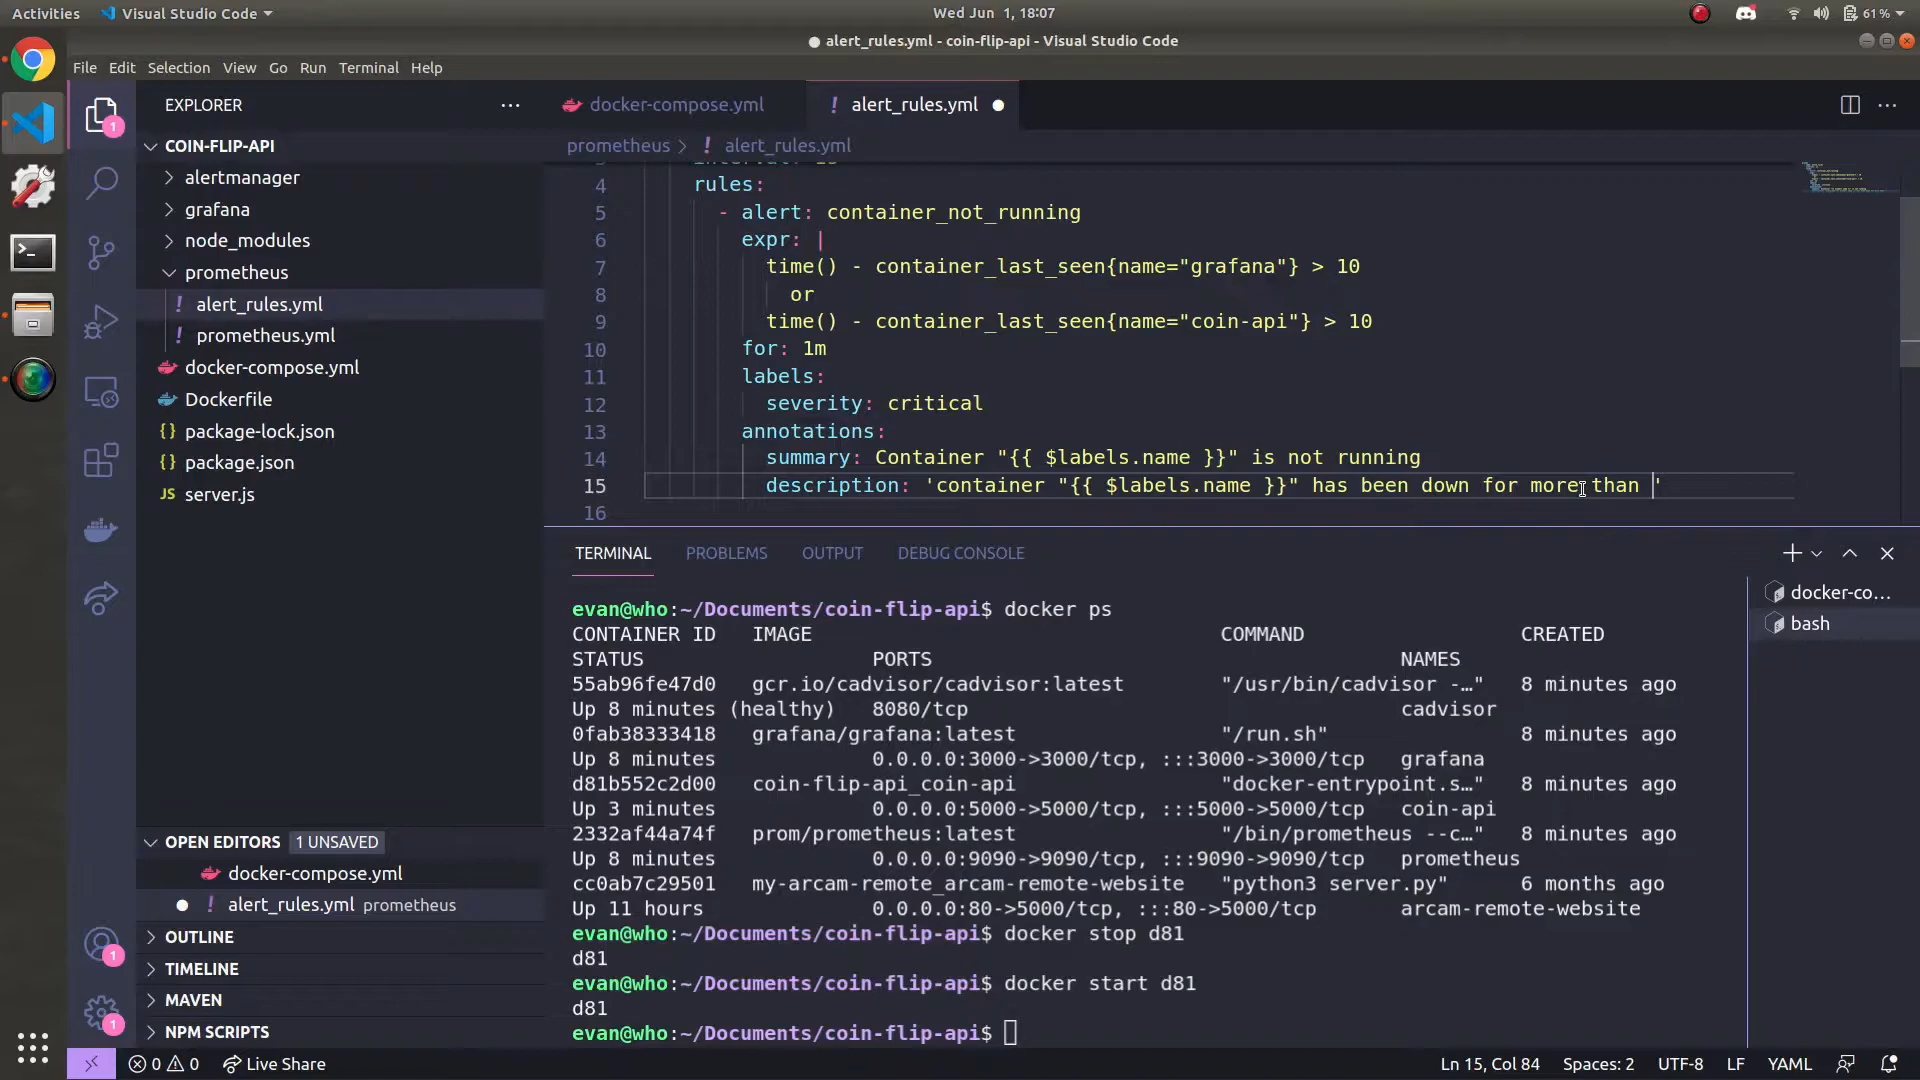 Activities
Visual Studio Code
Wed Jun 1, 18:07
61 %
alert_rules.yml - coin-flip-api - Visual Studio Code
File Edit Selection View Go Run Terminal Help
EXPLORER
COIN-FLIP-API
alertmanager
grafana
node_modules
prometheus
alert_rules.yml
prometheus.yml
docker-compose.yml
Dockerfile
package-lock.json
package.json
server.js
OPEN EDITORS 1 UNSAVED
docker-compose.yml
alert_rules.yml prometheus
OUTLINE
TIMELINE
MAVEN
NPM SCRIPTS
docker-compose.yml alert_rules.yml
prometheus > alert_rules.yml
4 rules:
5 - alert: container_not_running
6 expr: |
7 time() - container_last_seen{name="grafana"} > 10
8 or
9 time() - container_last_seen{name="coin-api"} > 10
10 for: 1m
11 labels:
12 severity: critical
13 annotations:
14 summary: Container "{{ $labels.name }}" is not running
15 description: 'container "{{ $labels.name }}" has been down for more than '
16
TERMINAL PROBLEMS OUTPUT DEBUG CONSOLE
docker-co...
bash
evan@who:~/Documents/coin-flip-api$ docker ps
CONTAINER ID IMAGE COMMAND CREATED
STATUS PORTS NAMES
55ab96fe47d0 gcr.io/cadvisor/cadvisor:latest "/usr/bin/cadvisor -…" 8 minutes ago
Up 8 minutes (healthy) 8080/tcp cadvisor
0fab38333418 grafana/grafana:latest "/run.sh" 8 minutes ago
Up 8 minutes 0.0.0.0:3000->3000/tcp, :::3000->3000/tcp grafana
d81b552c2d00 coin-flip-api_coin-api "docker-entrypoint.s…" 8 minutes ago
Up 3 minutes 0.0.0.0:5000->5000/tcp, :::5000->5000/tcp coin-api
2332af44a74f prom/prometheus:latest "/bin/prometheus --c…" 8 minutes ago
Up 8 minutes 0.0.0.0:9090->9090/tcp, :::9090->9090/tcp prometheus
cc0ab7c29501 my-arcam-remote_arcam-remote-website "python3 server.py" 6 months ago
Up 11 hours 0.0.0.0:80->5000/tcp, :::80->5000/tcp arcam-remote-website
evan@who:~/Documents/coin-flip-api$ docker stop d81
d81
evan@who:~/Documents/coin-flip-api$ docker start d81
d81
evan@who:~/Documents/coin-flip-api$
1
1
1
0 0 Live Share
Ln 15, Col 84 Spaces: 2 UTF-8 LF YAML